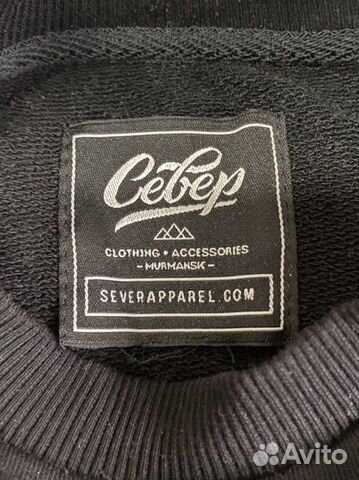 Север
CLOTHING • ACCESSORIES
- MURMANSK -
SEVERAPPAREL.COM
Avito